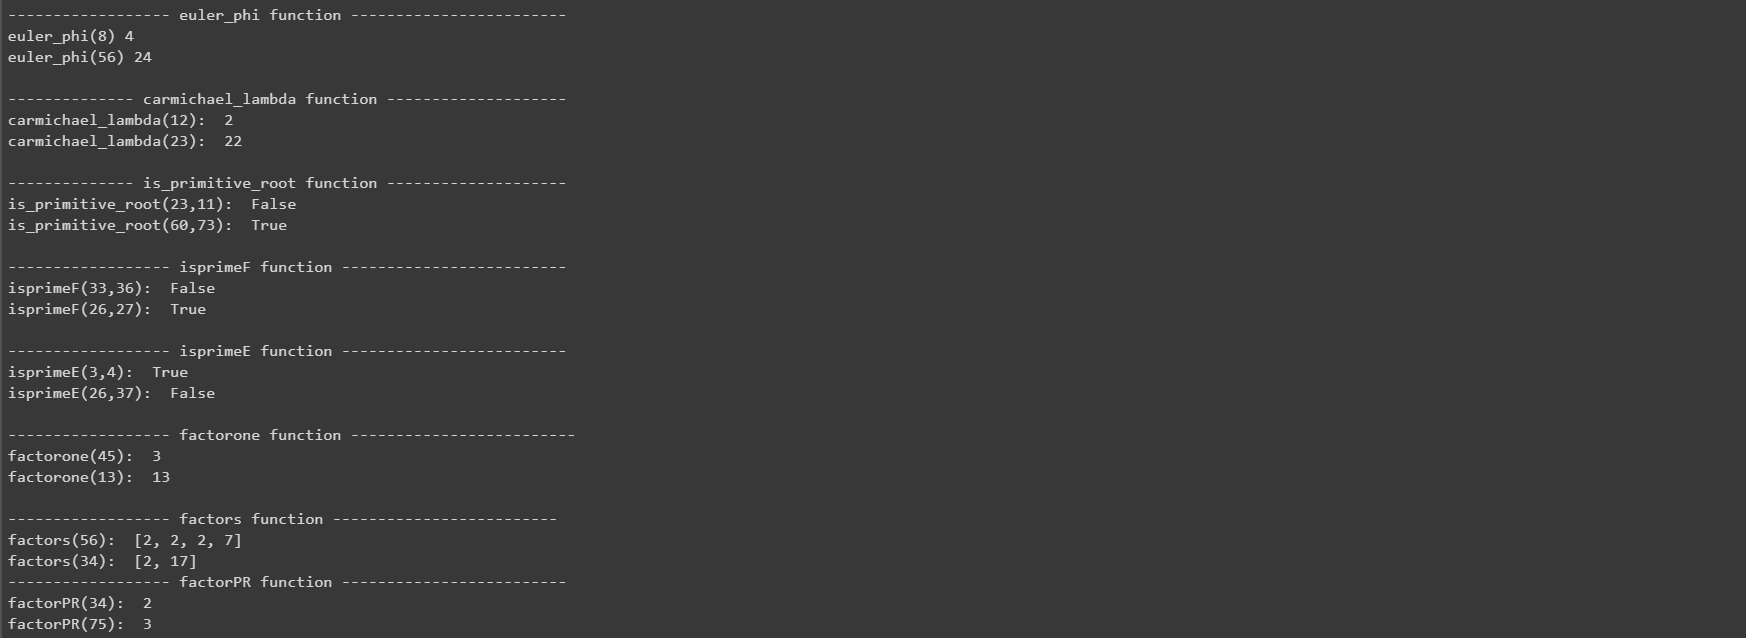 ------------------ euler_phi function ------------------------
euler_phi(8) 4
euler_phi(56) 24
-------------- carmichael_lambda function --------------------
carmichael_lambda(12):  2
carmichael_lambda(23):  22
-------------- is_primitive_root function --------------------
is_primitive_root(23,11):  False
is_primitive_root(60,73):  True
------------------ isprimeF function -------------------------
isprimeF(33,36):  False
isprimeF(26,27):  True
------------------ isprimeE function -------------------------
isprimeE(3,4):  True
isprimeE(26,37):  False
------------------ factorone function -------------------------
factorone(45):  3
factorone(13):  13
------------------ factors function -------------------------
factors(56):  [2, 2, 2, 7]
factors(34):  [2, 17]
------------------ factorPR function -------------------------
factorPR(34):  2
factorPR(75):  3